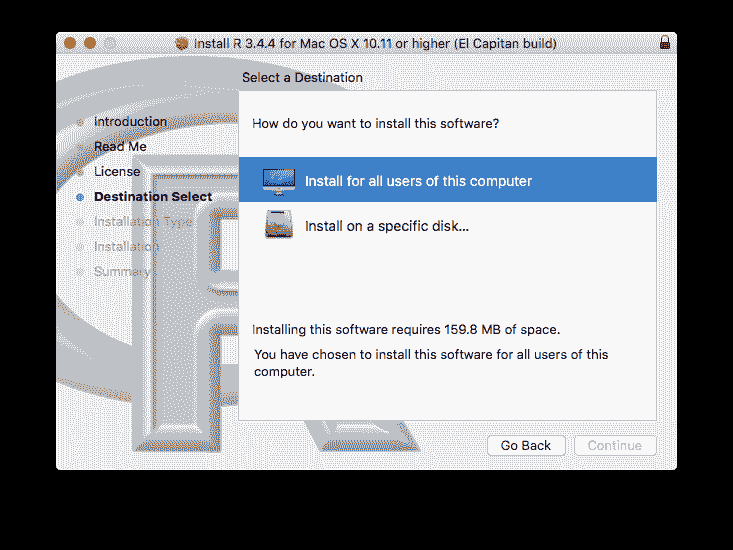 Install R 3.4.4 for Mac OS X 10.11 or higher (El Capitan build)
Select a Destination
Introduction
Read Me
License
Destination Select
Installation Type
Installation
Summary
How do you want to install this software?
Install for all users of this computer
Install on a specific disk...
Installing this software requires 159.8 MB of space.
You have chosen to install this software for all users of this
computer.
Go Back
Continue